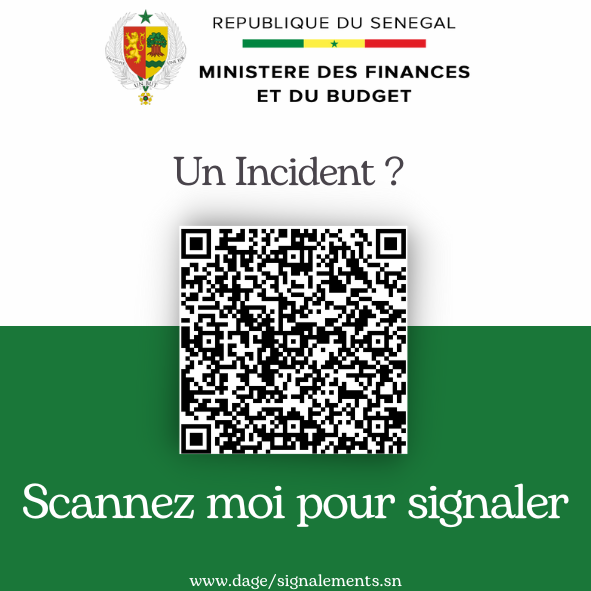 REPUBLIQUE DU SENEGAL
MINISTERE DES FINANCES
ET DU BUDGET
Un Incident ?
Scannez moi pour signaler
www.dage/signalements.sn